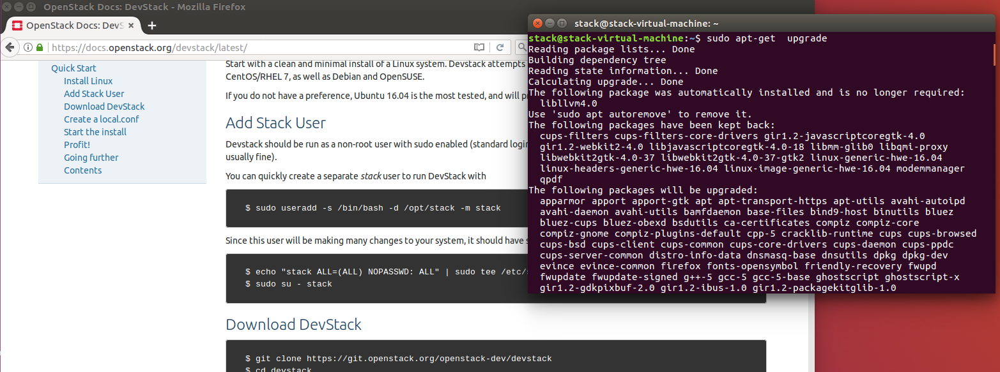 OpenStack Docs: DevStack - Mozilla Firefox
OpenStack Docs: DevS
https://docs.openstack.org/devstack/latest/
Quick Start
Install Linux
Add Stack User
Download DevStack
Create a local.conf
Start the install
Profit!
Going further
Contents
Start with a clean and minimal install of a Linux system. Devstack attempts
CentOS/RHEL 7, as well as Debian and OpenSUSE.
If you do not have a preference, Ubuntu 16.04 is the most tested, and will
Add Stack User
Devstack should be run as a non-root user with sudo enabled (standard
usually fine).
You can quickly create a separate stack user to run DevStack with
$ sudo useradd -s /bin/bash -d /opt/stack -m stack
Since this user will be making many changes to your system, it should have
$ echo "stack ALL=(ALL) NOPASSWD: ALL" | sudo tee /etc/
$ sudo su - stack
Download DevStack
$ git clone https://git.openstack.org/openstack-dev/devstack
$ cd devstack
stack@stack-virtual-machine: ~
stack@stack-virtual-machine:~$ sudo apt-get  upgrade
Reading package lists... Done
Building dependency tree
Reading state information... Done
Calculating upgrade... Done
The following package was automatically installed and is no longer required:
libllvm4.0
Use 'sudo apt autoremove' to remove it.
The following packages have been kept back:
cups-filters cups-filters-core-drivers gir1.2-javascriptcoregtk-4.0
gir1.2-webkit2-4.0 libjavascriptcoregtk-4.0-18 libmm-glib0 libqmi-proxy
libwebkit2gtk-4.0-37 libwebkit2gtk-4.0-37-gtk2 linux-generic-hwe-16.04
linux-headers-generic-hwe-16.04 linux-image-generic-hwe-16.04 modemmanager
qpdf
The following packages will be upgraded:
apparmor apport apport-gtk apt apt-transport-https apt-utils avahi-autoipd
avahi-daemon avahi-utils bamfdaemon base-files bind9-host binutils bluez
bluez-cups bluez-obexd bsdutils ca-certificates compiz compiz-core
compiz-gnome compiz-plugins-default cpp-5 cracklib-runtime cups cups-browsed
cups-bsd cups-client cups-common cups-core-drivers cups-daemon cups-ppdc
cups-server-common distro-info-data dnsmasq-base dnsutils dpkg dpkg-dev
evince evince-common firefox fonts-opensymbol friendly-recovery fwupd
fwupdate fwupdate-signed g++-5 gcc-5 gcc-5-base ghostscript ghostscript-x
gir1.2-gdkpixbuf-2.0 gir1.2-ibus-1.0 gir1.2-packagekitglib-1.0